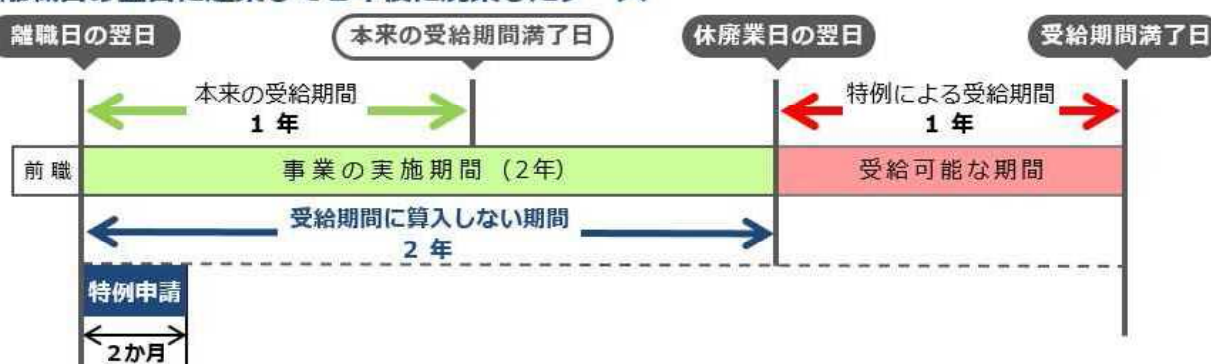 離職日の翌日
本来の受給期間満了日
休廃業日の翌日
受給期間満了日
本来の受給期間
1 年
特例による受給期間
1 年
前職
事業の実施期間 (2年)
受給可能な期間
受給期間に算入しない期間
2 年
特例申請
2か月